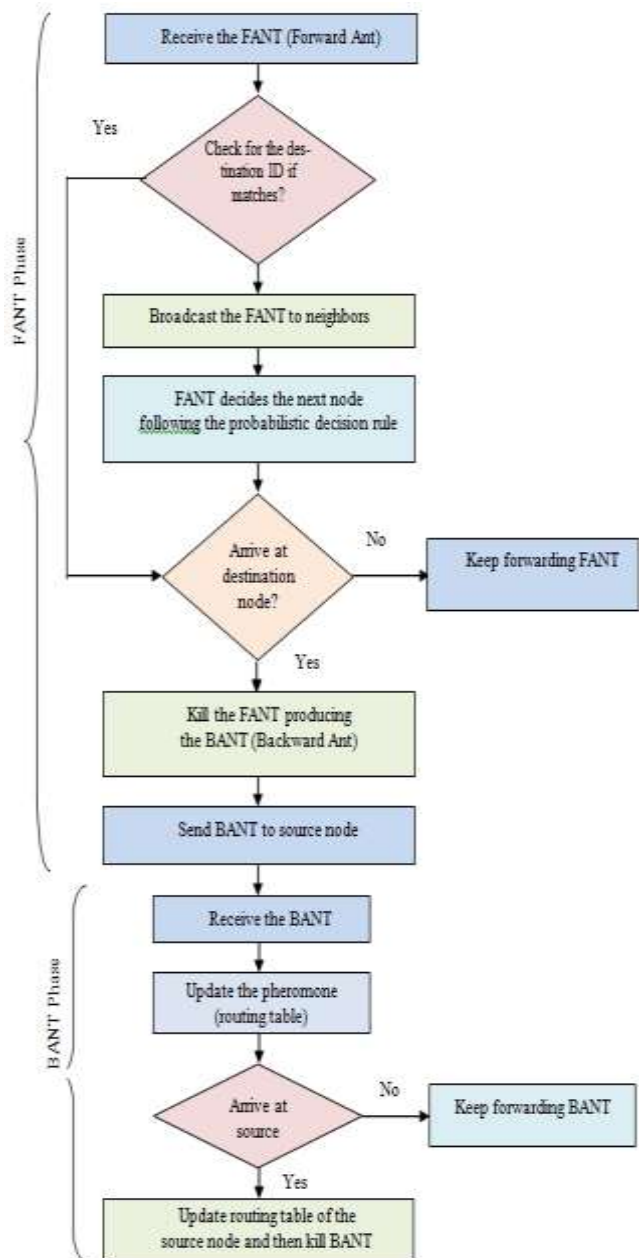 Receive the FANT (Forward Ant)
Yes
Check for the des-
tination ID if
matches?
FANT Phase
Broadcast the FANT to neighbors
FANT decides the next node
following the probabilistic decision rule
Arrive at
destination
node?
No
Keep forwarding FANT
Yes
Kill the FANT producing
the BANT (Backward Ant)
Send BANT to source node
BANT Phase
Receive the BANT
Update the pheromone
(routing table)
Arrive at
source
No
Keep forwarding BANT
Yes
Update routing table of the
source node and then kill BANT